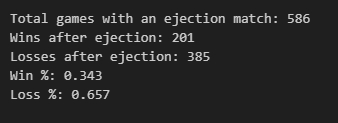 Total games with an ejection match: 586
Wins after ejection: 201
Losses after ejection: 385
Win %: 0.343
Loss %: 0.657